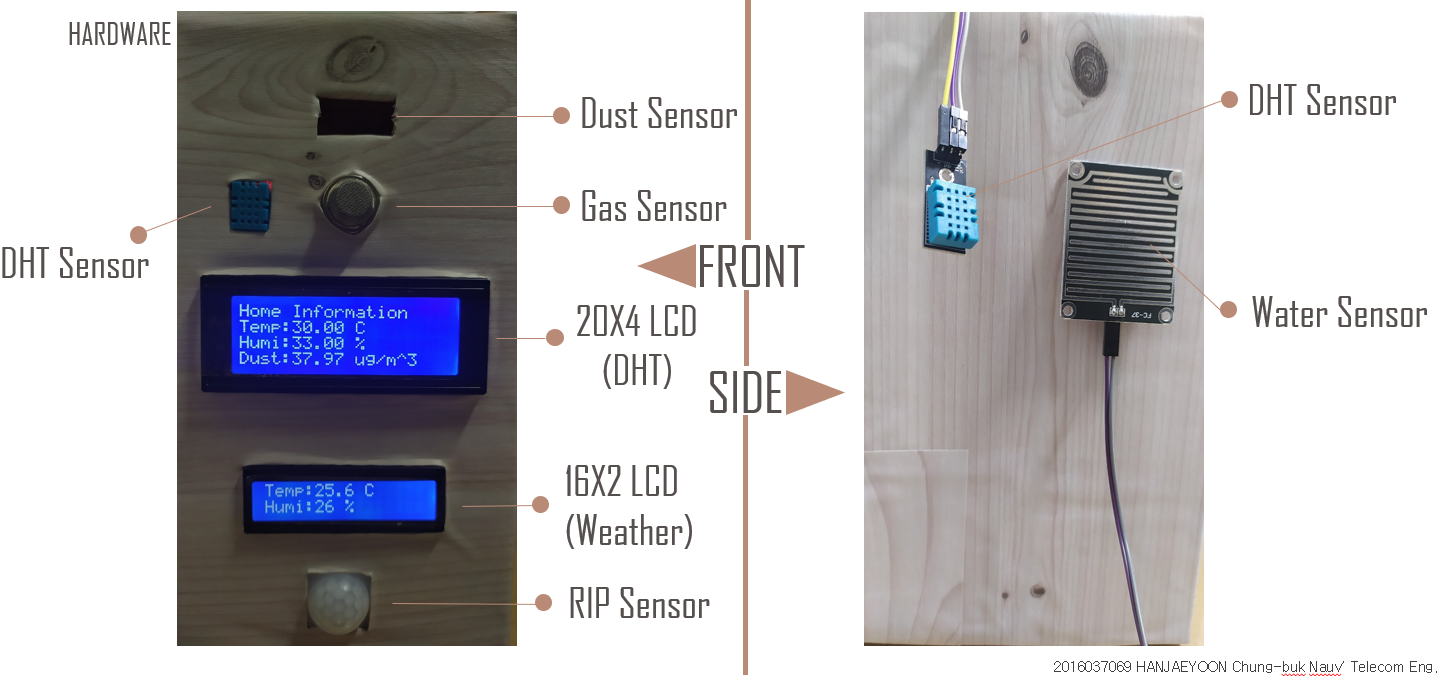 HARDWARE
Dust Sensor
Gas Sensor
DHT Sensor
Home Information
Temp:30.00 C
Humi:33.00 %
Dust:37.97 ug/m^3
20X4 LCD
(DHT)
Temp:25.6 C
Humi:26 %
16X2 LCD
(Weather)
RIP Sensor
FRONT
SIDE
DHT Sensor
Water Sensor
FC-37
2016037069 HANJAEYOON Chung-buk Nauv' Telecom Eng.